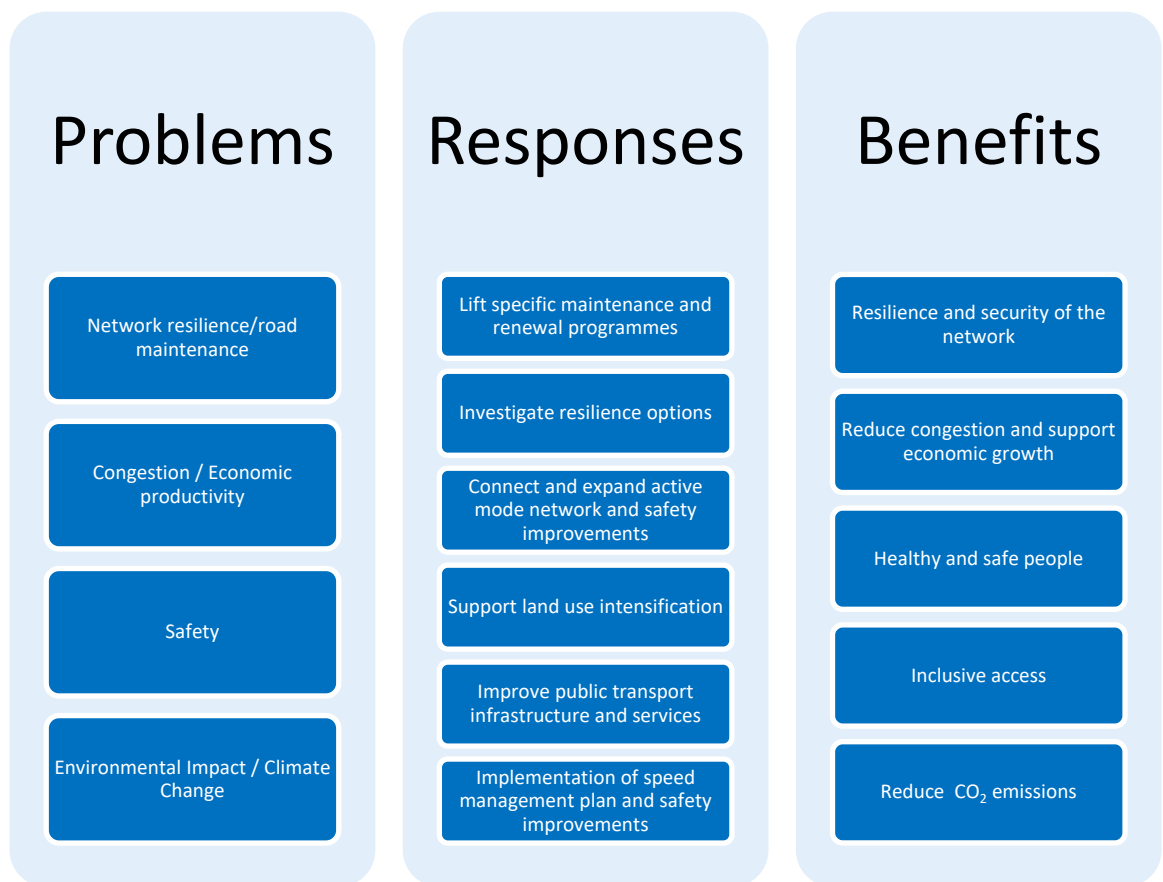 Problems
Network resilience/road
maintenance
Congestion / Economic
productivity
Safety
Environmental Impact / Climate
Change
Responses
Lift specific maintenance and
renewal programmes
Investigate resilience options
Connect and expand active
mode network and safety
improvements
Support land use intensification
Improve public transport
infrastructure and services
Implementation of speed
management plan and safety
improvements
Benefits
Resilience and security of the
network
Reduce congestion and support
economic growth
Healthy and safe people
Inclusive access
Reduce  CO₂ emissions